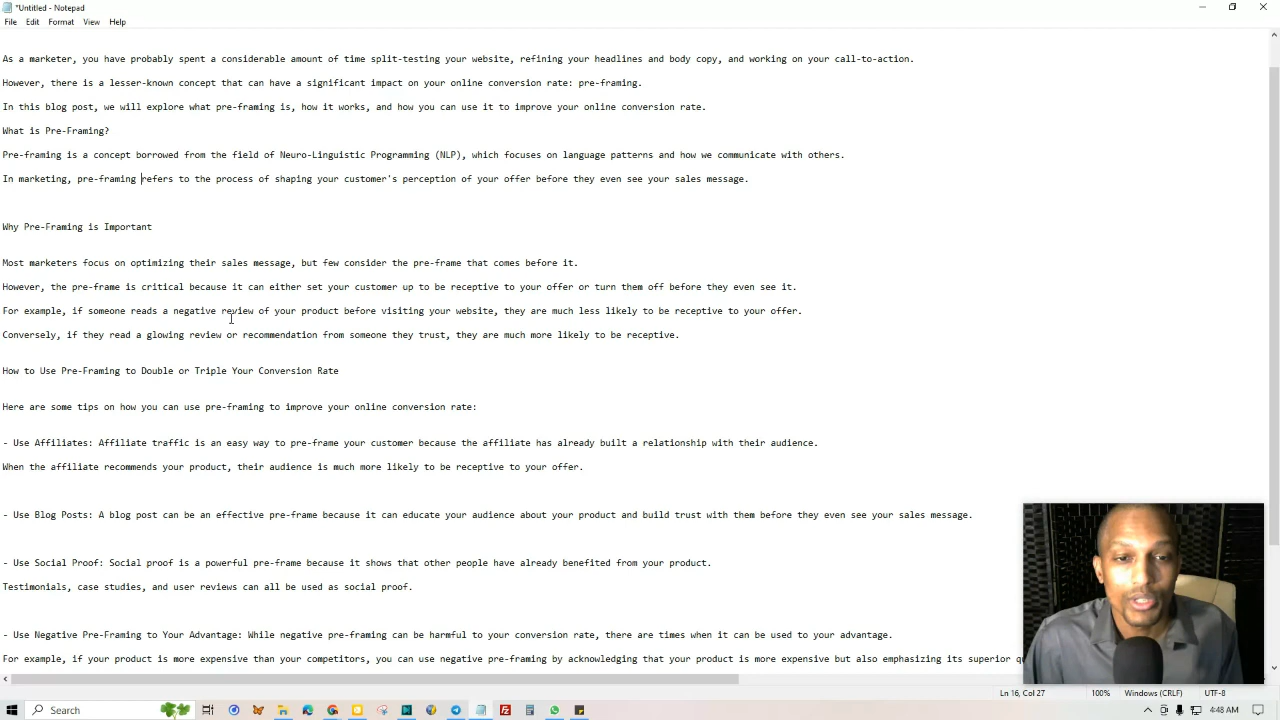 *Untitled - Notepad
File Edit Format View Help
As a marketer, you have probably spent a considerable amount of time split-testing your website, refining your headlines and body copy, and working on your call-to-action.
However, there is a lesser-known concept that can have a significant impact on your online conversion rate: pre-framing.
In this blog post, we will explore what pre-framing is, how it works, and how you can use it to improve your online conversion rate.
What is Pre-Framing?
Pre-framing is a concept borrowed from the field of Neuro-Linguistic Programming (NLP), which focuses on language patterns and how we communicate with others.
In marketing, pre-framing refers to the process of shaping your customer's perception of your offer before they even see your sales message.
Why Pre-Framing is Important
Most marketers focus on optimizing their sales message, but few consider the pre-frame that comes before it.
However, the pre-frame is critical because it can either set your customer up to be receptive to your offer or turn them off before they even see it.
For example, if someone reads a negative review of your product before visiting your website, they are much less likely to be receptive to your offer.
Conversely, if they read a glowing review or recommendation from someone they trust, they are much more likely to be receptive.
How to Use Pre-Framing to Double or Triple Your Conversion Rate
Here are some tips on how you can use pre-framing to improve your online conversion rate:
- Use Affiliates: Affiliate traffic is an easy way to pre-frame your customer because the affiliate has already built a relationship with their audience.
When the affiliate recommends your product, their audience is much more likely to be receptive to your offer.
- Use Blog Posts: A blog post can be an effective pre-frame because it can educate your audience about your product and build trust with them before they even see your sales message.
- Use Social Proof: Social proof is a powerful pre-frame because it shows that other people have already benefited from your product.
Testimonials, case studies, and user reviews can all be used as social proof.
- Use Negative Pre-Framing to Your Advantage: While negative pre-framing can be harmful to your conversion rate, there are times when it can be used to your advantage.
For example, if your product is more expensive than your competitors, you can use negative pre-framing by acknowledging that your product is more expensive but also emphasizing its superior
Ln 16, Col 27 100% Windows (CRLF) UTF-8
Search 4:48 AM